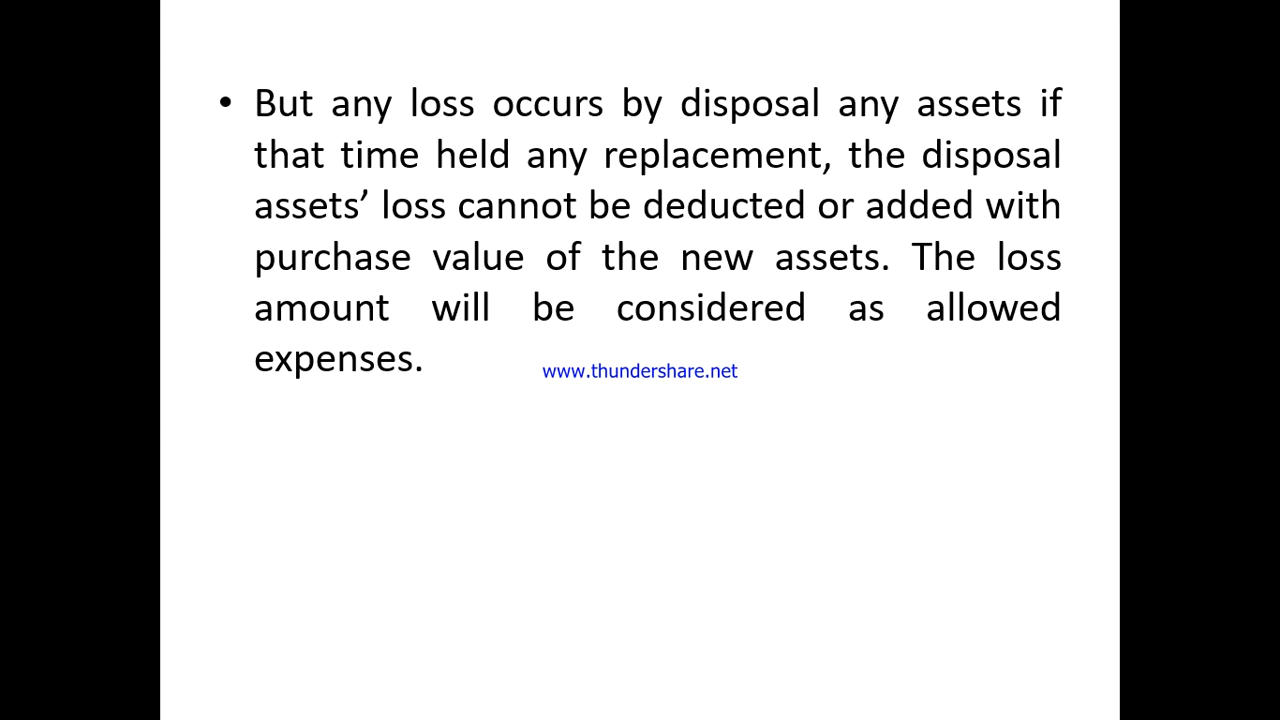 • But any loss occurs by disposal any assets if
that time held any replacement, the disposal
assets’ loss cannot be deducted or added with
purchase value of the new assets. The loss
amount will be considered as allowed
expenses.
www.thundershare.net